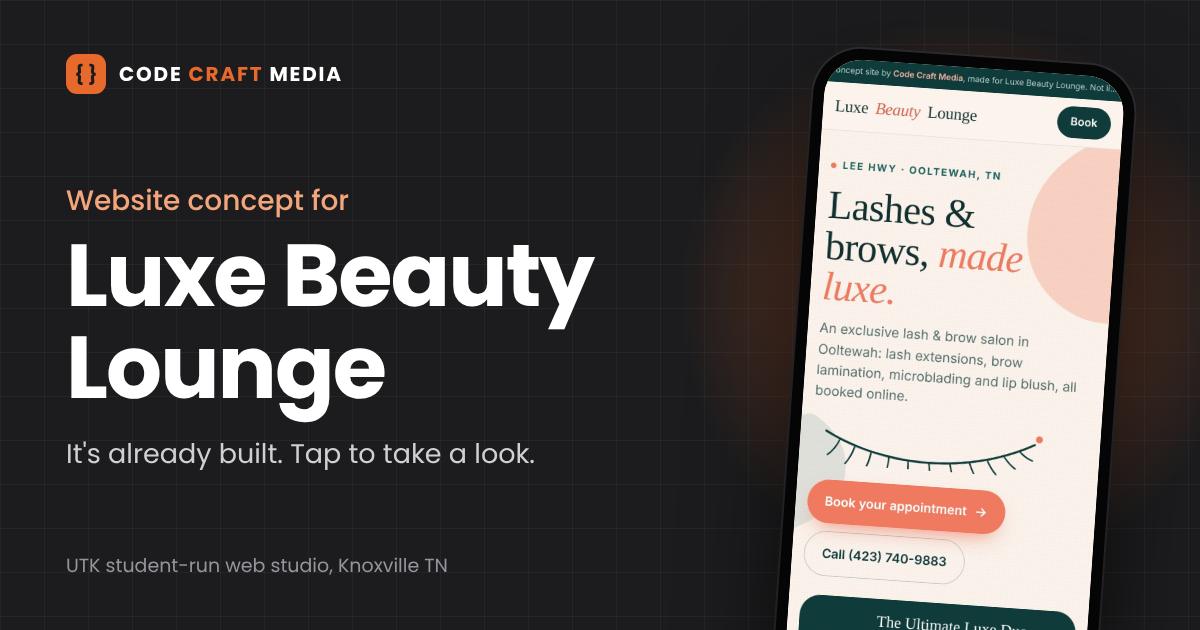 { } CODE CRAFT MEDIA
Website concept for
Luxe Beauty
Lounge
It's already built. Tap to take a look.
UTK student-run web studio, Knoxville TN
concept site by Code Craft Media, made for Luxe Beauty Lounge. Not
Luxe Beauty Lounge
Book
LEE HWY · OOLTEWAH, TN
Lashes &
brows, made
luxe.
An exclusive lash & brow salon in
Ooltewah: lash extensions, brow
lamination, microblading and lip blush, all
booked online.
Book your appointment →
Call (423) 740-9883
The Ultimate Luxe